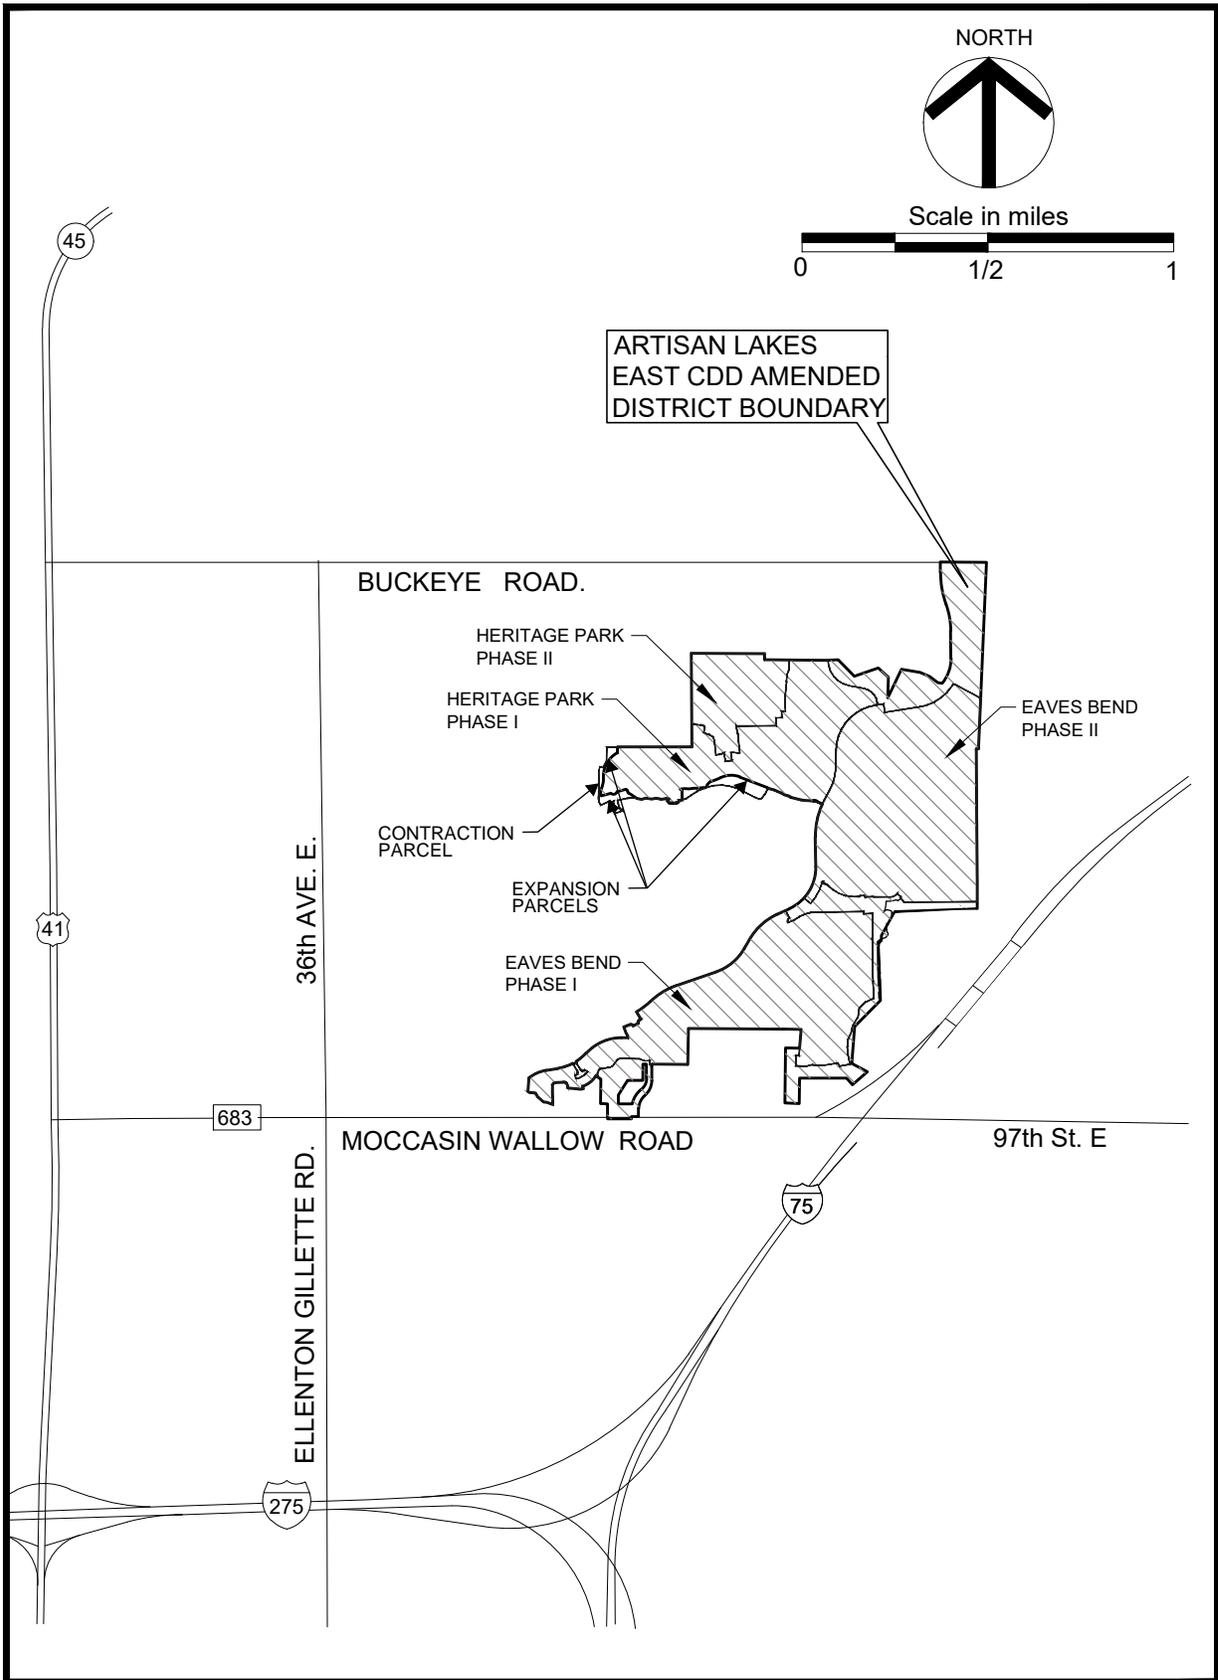 NORTH
45
Scale in miles
0 1/2 1
ARTISAN LAKES
EAST CDD AMENDED
DISTRICT BOUNDARY
BUCKEYE ROAD.
HERITAGE PARK
PHASE II
HERITAGE PARK
PHASE I
EAVES BEND
PHASE II
CONTRACTION
PARCEL
36th AVE. E.
EXPANSION
PARCELS
41
EAVES BEND
PHASE I
683
MOCCASIN WALLOW ROAD
97th St. E
ELLENTON GILLETTE RD.
75
275